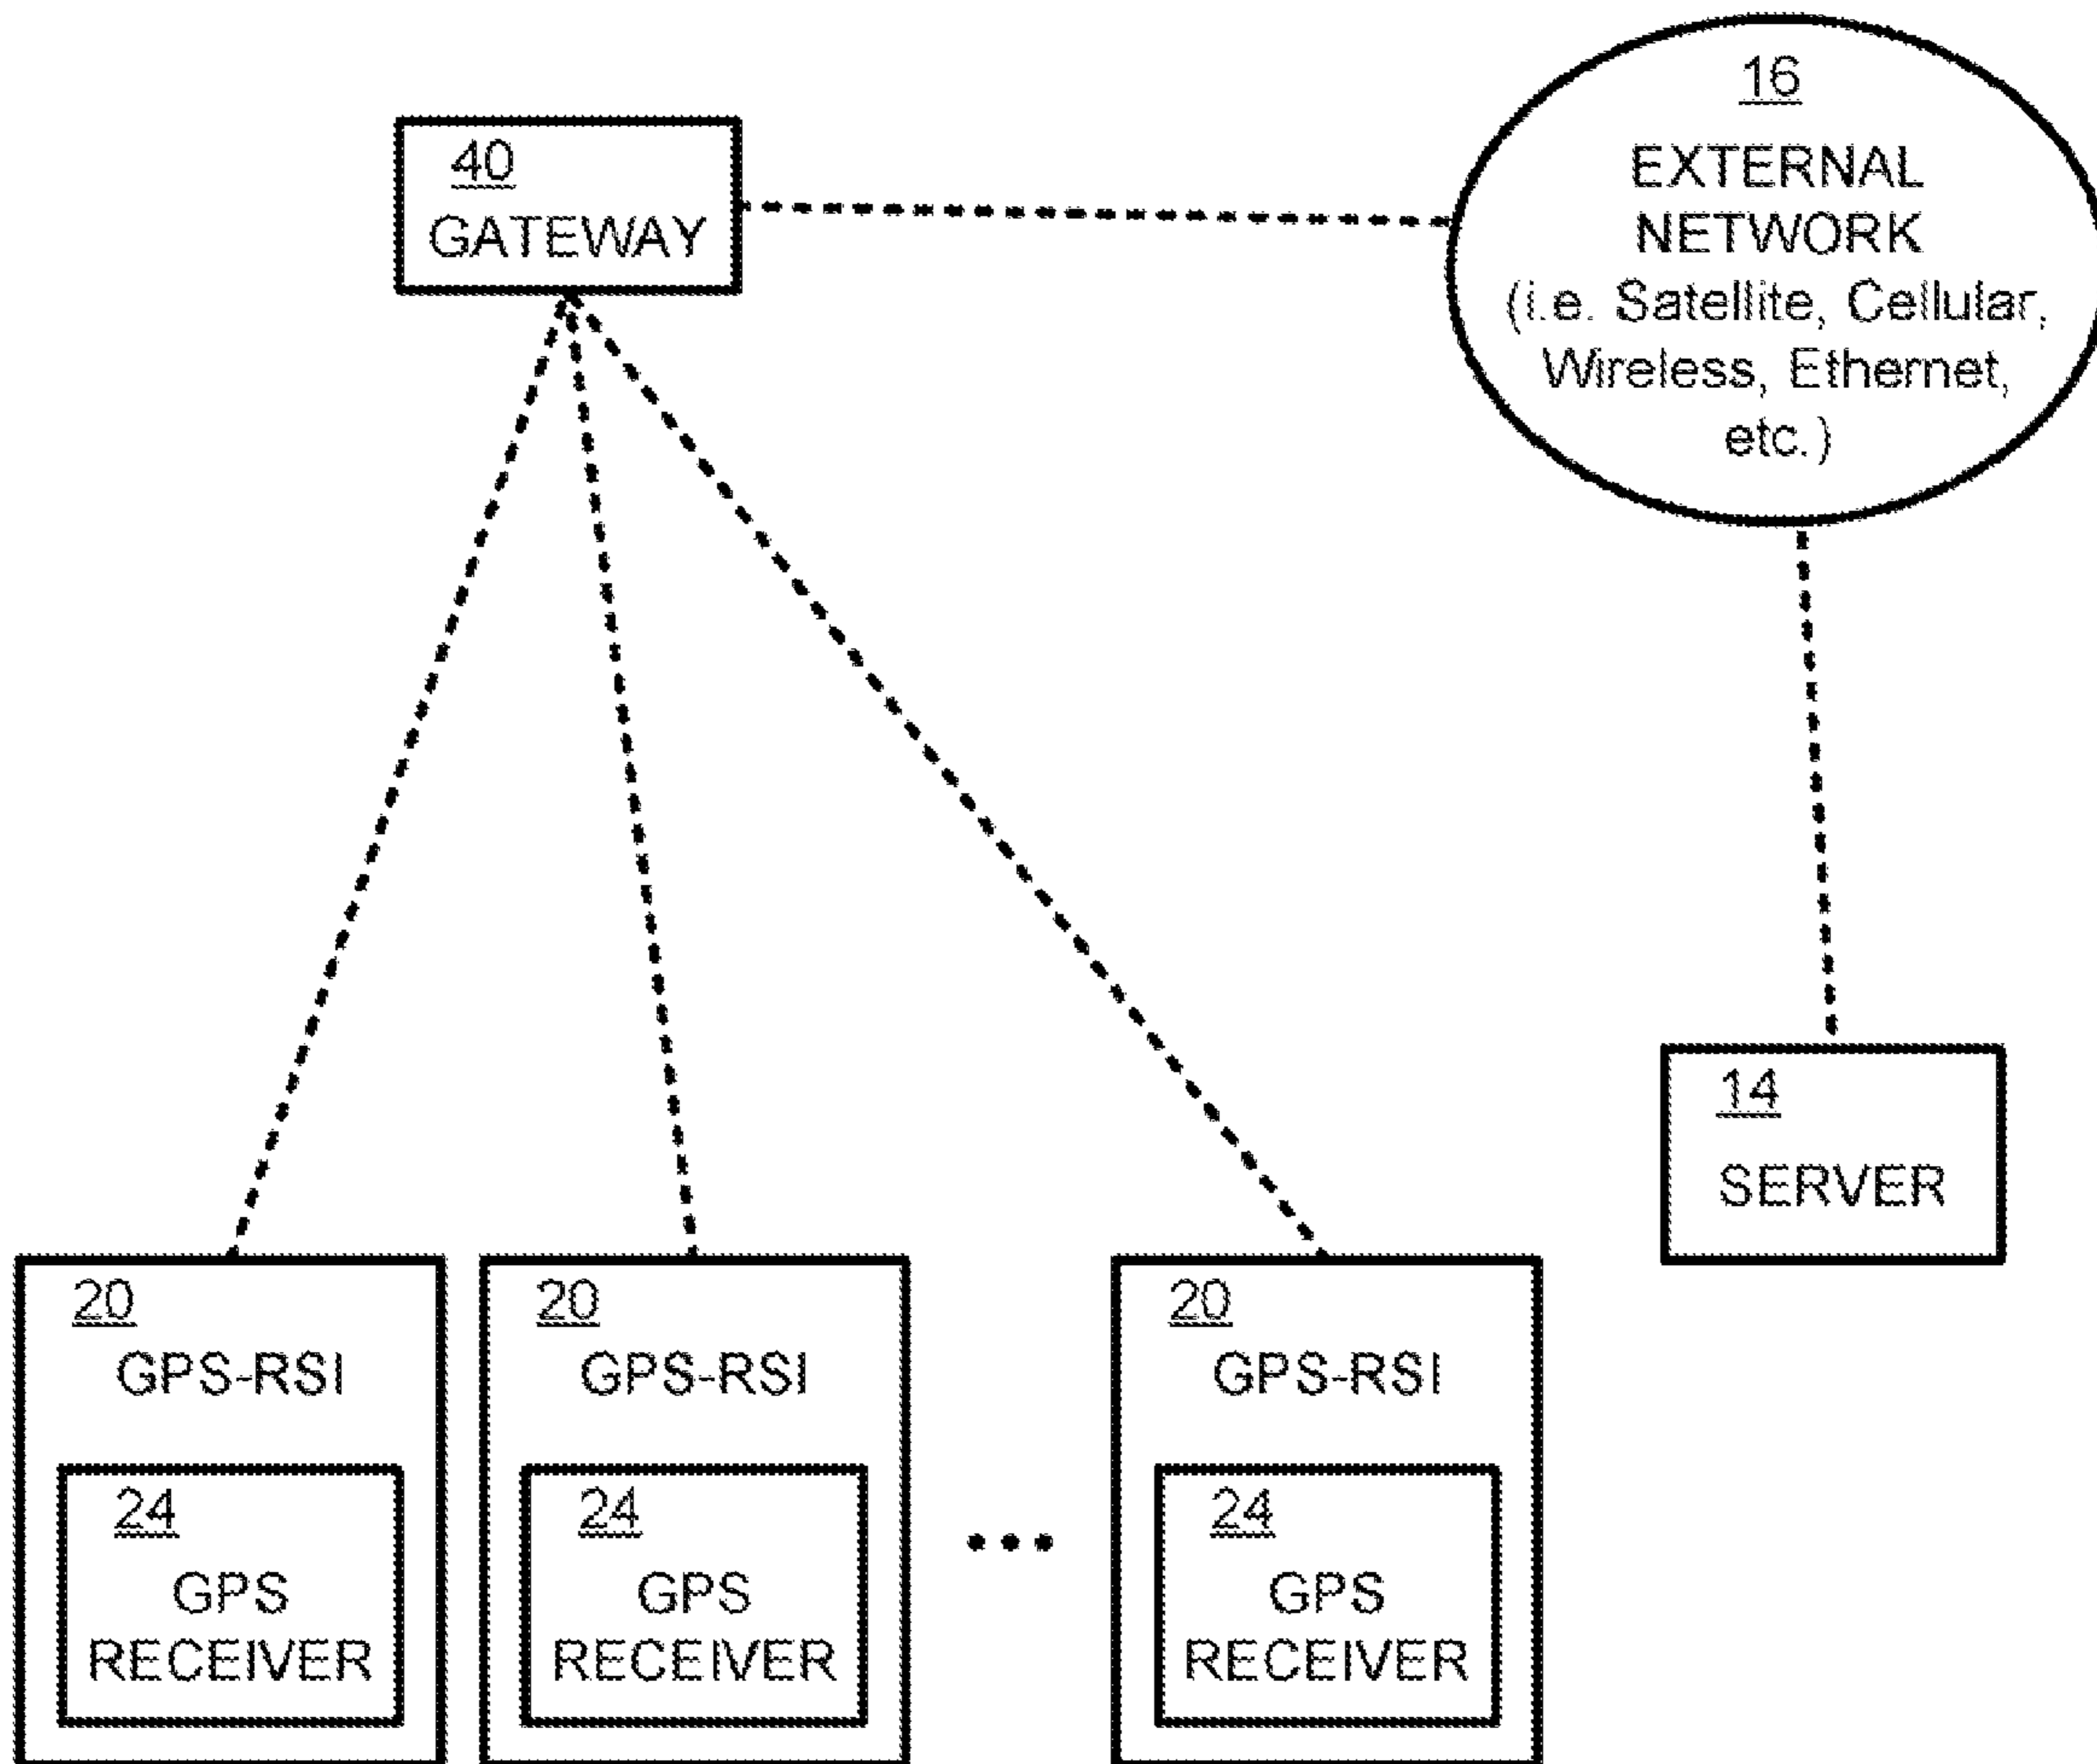 16
EXTERNAL
NETWORK
(i.e. Satellite, Cellular,
Wireless, Ethernet,
etc.)
40
GATEWAY
14
SERVER
20
GPS-RSI
24
GPS
RECEIVER
20
GPS-RSI
24
GPS
RECEIVER
...
20
GPS-RSI
24
GPS
RECEIVER